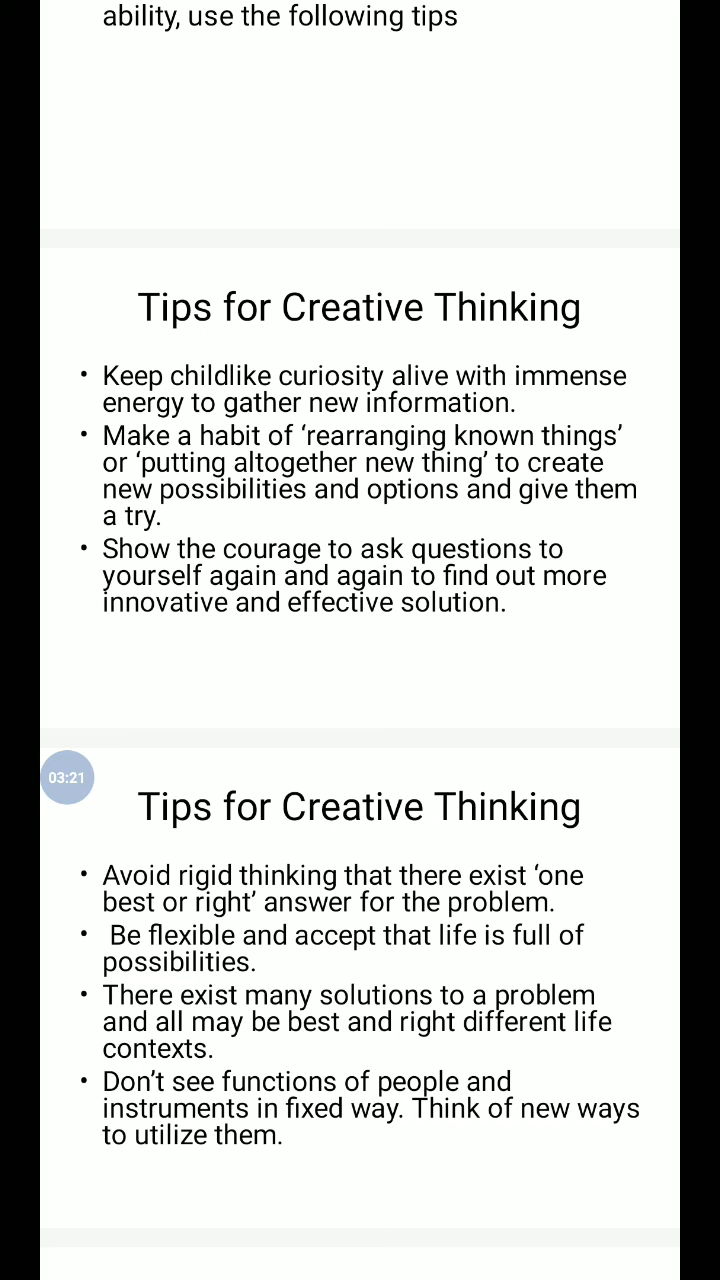 ability, use the following tips
Tips for Creative Thinking
• Keep childlike curiosity alive with immense
energy to gather new information.
• Make a habit of ‘rearranging known things’
or ‘putting altogether new thing’ to create
new possibilities and options and give them
a try.
• Show the courage to ask questions to
yourself again and again to find out more
innovative and effective solution.
03:21
Tips for Creative Thinking
• Avoid rigid thinking that there exist ‘one
best or right’ answer for the problem.
• Be flexible and accept that life is full of
possibilities.
• There exist many solutions to a problem
and all may be best and right different life
contexts.
• Don’t see functions of people and
instruments in fixed way. Think of new ways
to utilize them.